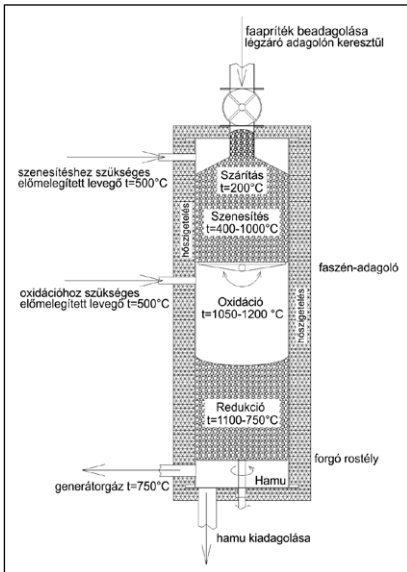 faapríték beadagolása
légzáró adagolón keresztül
szenesítéshez szükséges
előmelegített levegő t=500°C
Szárítás
t=200°C
Szenesítés
t=400-1000°C
hőszigetelés
faszén-adagoló
oxidációhoz szükséges
előmelegített levegő t=500°C
Oxidáció
t=1050-1200 °C
hőszigetelés
Redukció
t=1100-750°C
forgó rostély
generátorgáz t=750°C
Hamu
hamu kiadagolása